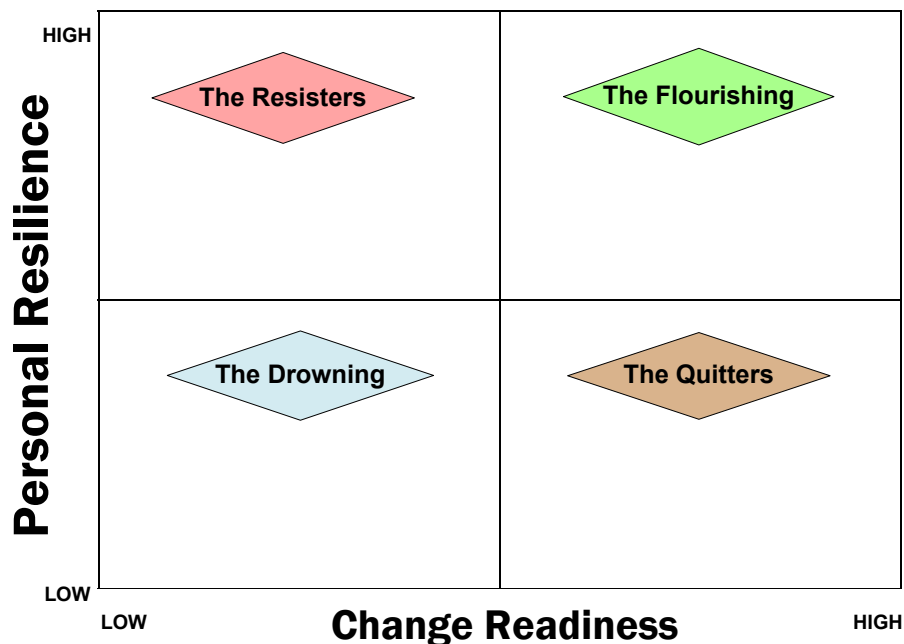 HIGH
The Resisters
The Flourishing
Personal Resilience
The Drowning
The Quitters
LOW
LOW
Change Readiness
HIGH